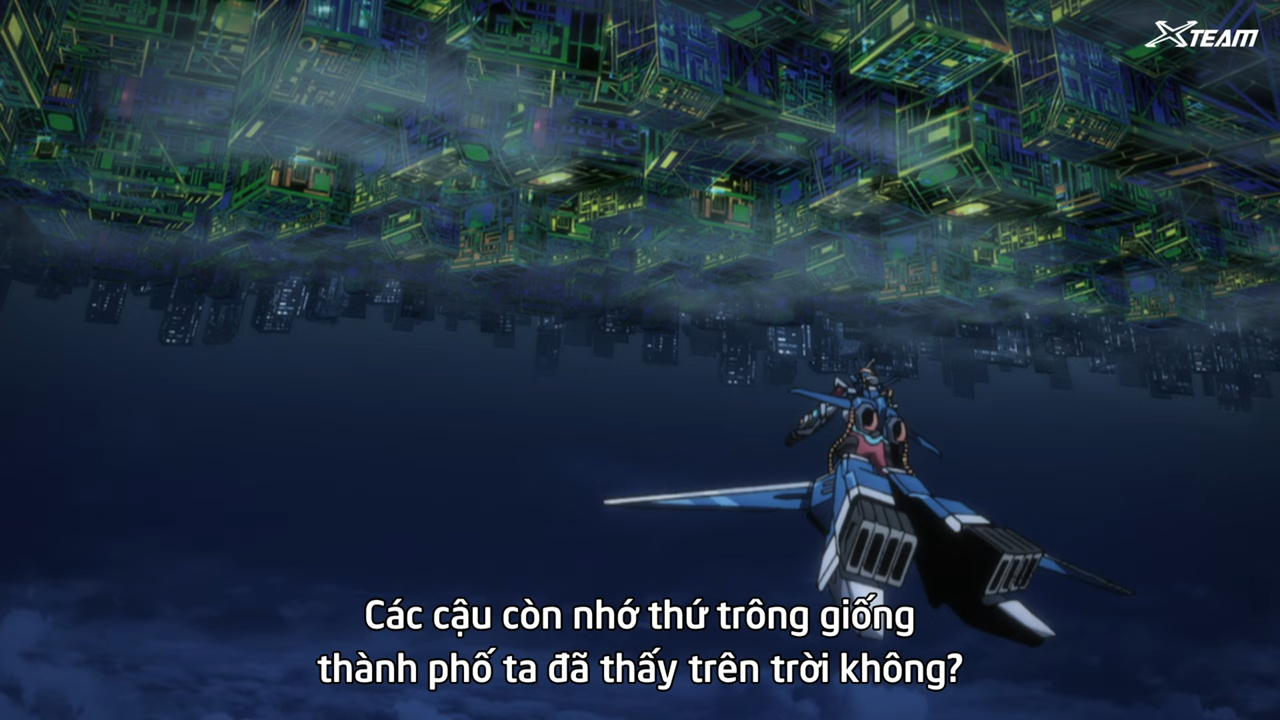 XTEAM
Các cậu còn nhớ thứ trông giống
thành phố ta đã thấy trên trời không?